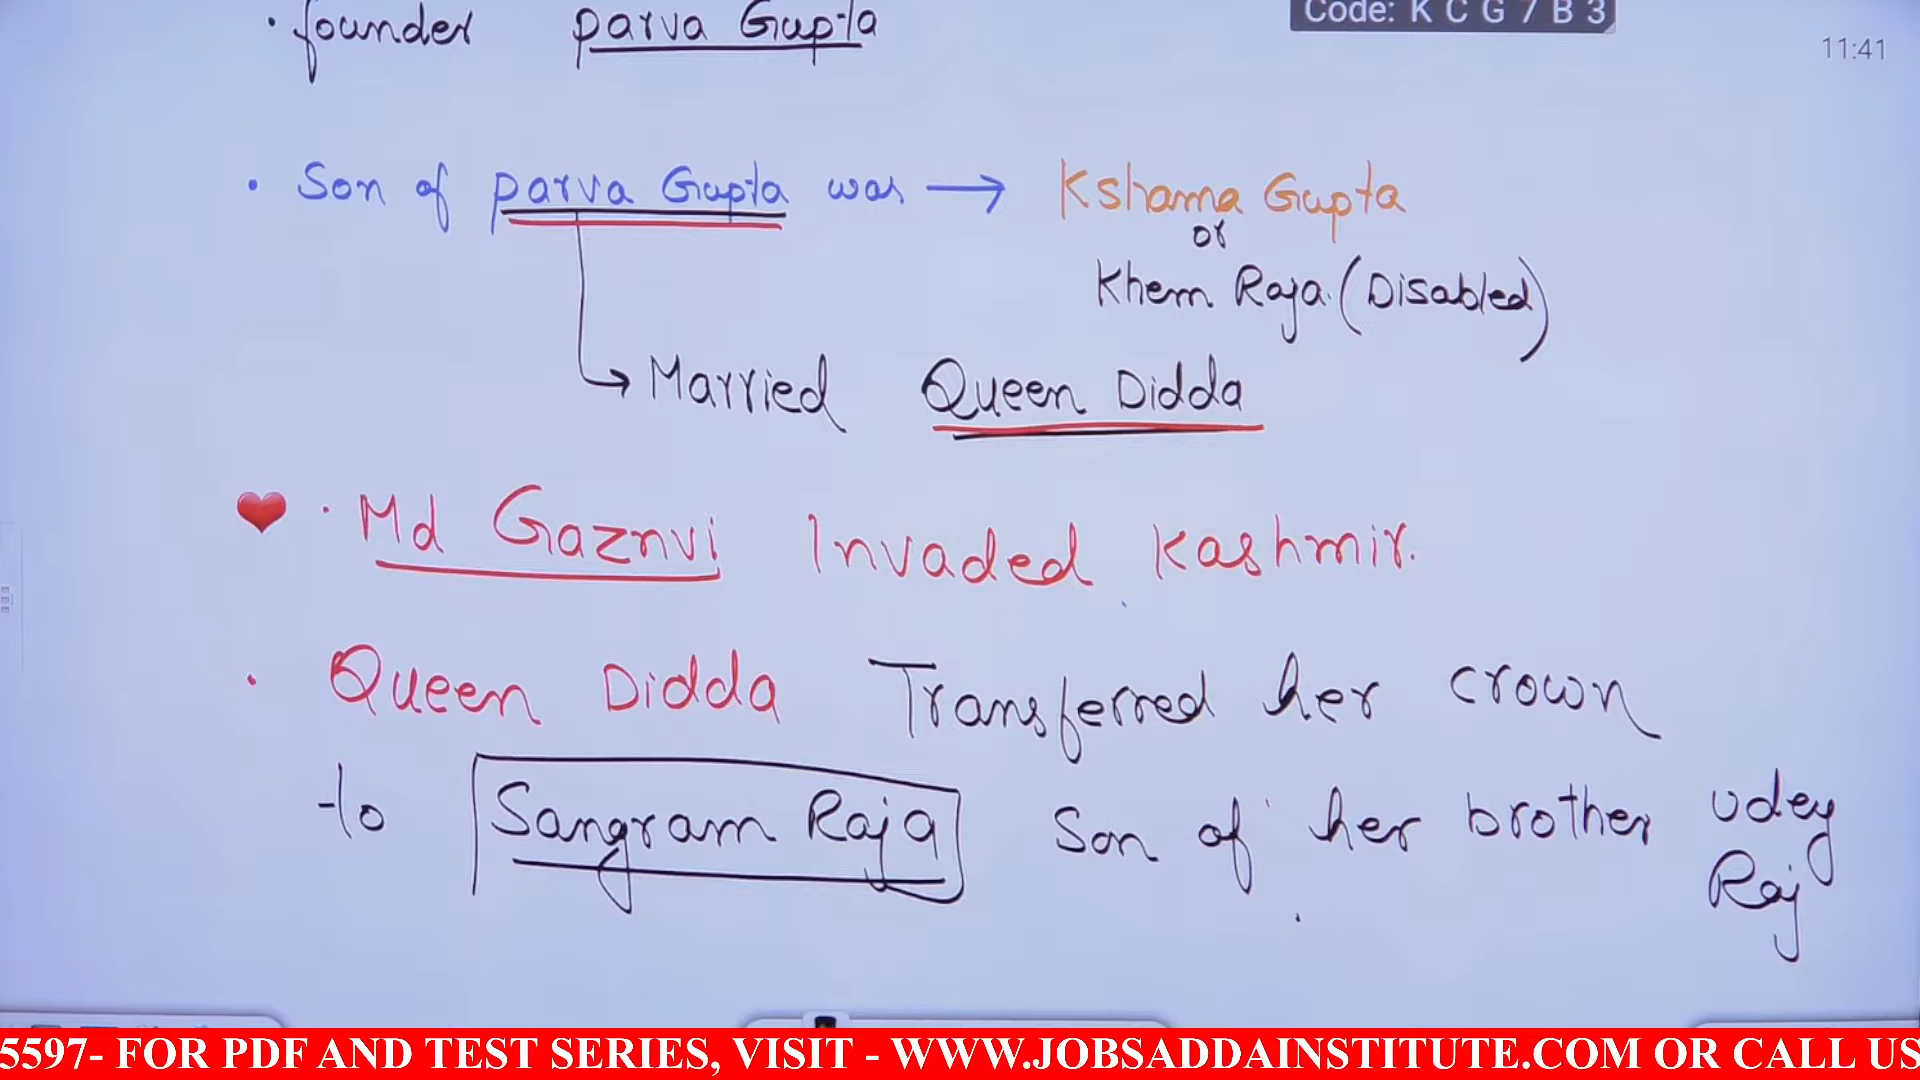 Code: K C G 7 B 3
· founder parva Gupta
11:41
· Son of parva Gupta was → Kshama Gupta
or
Khem Raja (Disabled)
→ Married Queen Didda
❤ · Md Gaznvi Invaded Kashmir.
· Queen Didda Transferred her crown
to Sangram Raja Son of her brother Udey
Raj
5597- FOR PDF AND TEST SERIES, VISIT - WWW.JOBSADDAINSTITUTE.COM OR CALL US